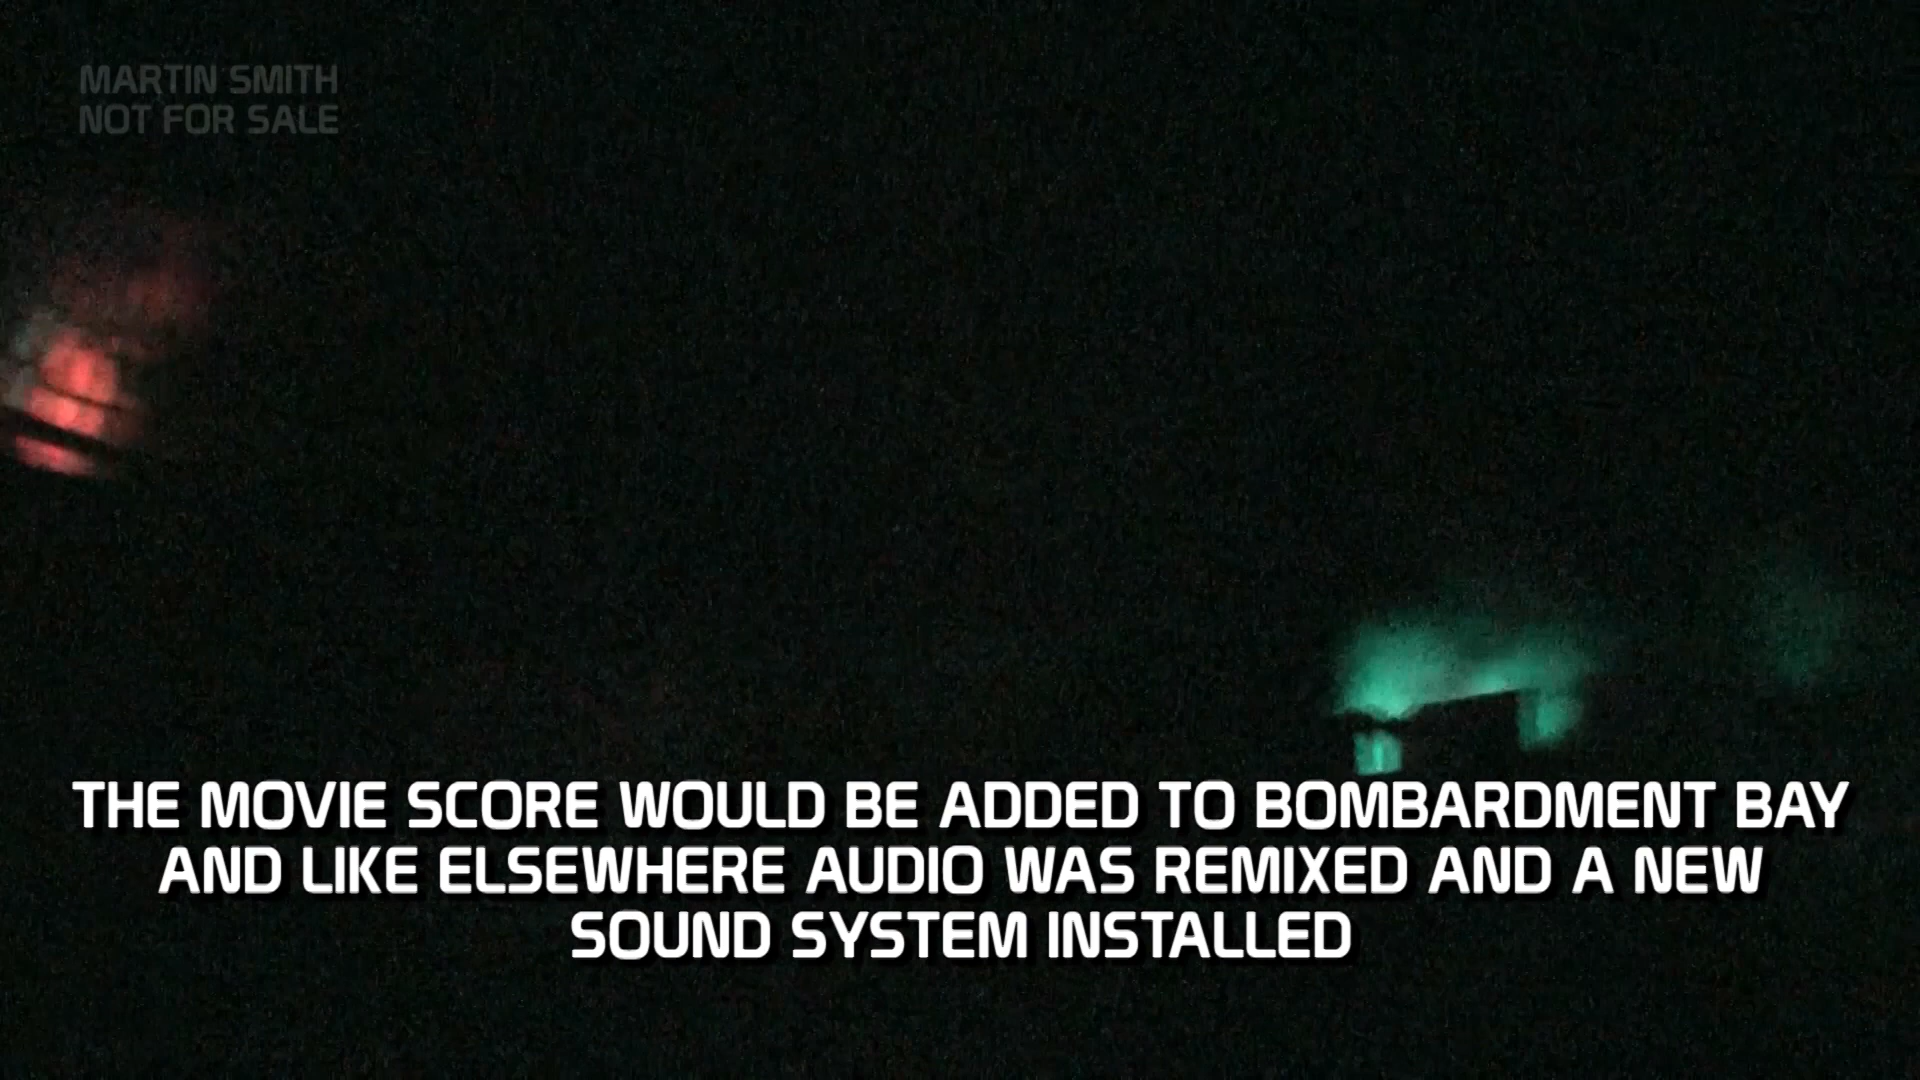 MARTIN SMITH
NOT FOR SALE
THE MOVIE SCORE WOULD BE ADDED TO BOMBARDMENT BAY
AND LIKE ELSEWHERE AUDIO WAS REMIXED AND A NEW
SOUND SYSTEM INSTALLED